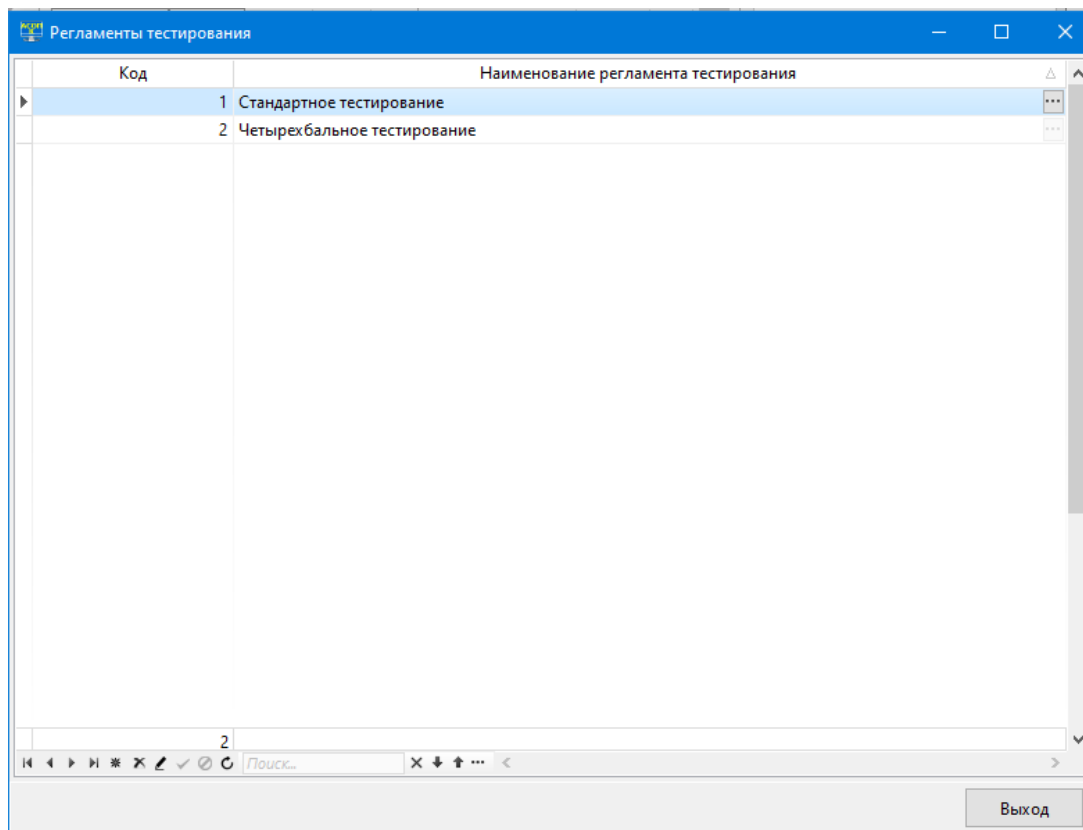 Регламенты тестирования
Код Наименование регламента тестирования
1 Стандартное тестирование
2 Четырехбальное тестирование
2
Поиск...
Выход